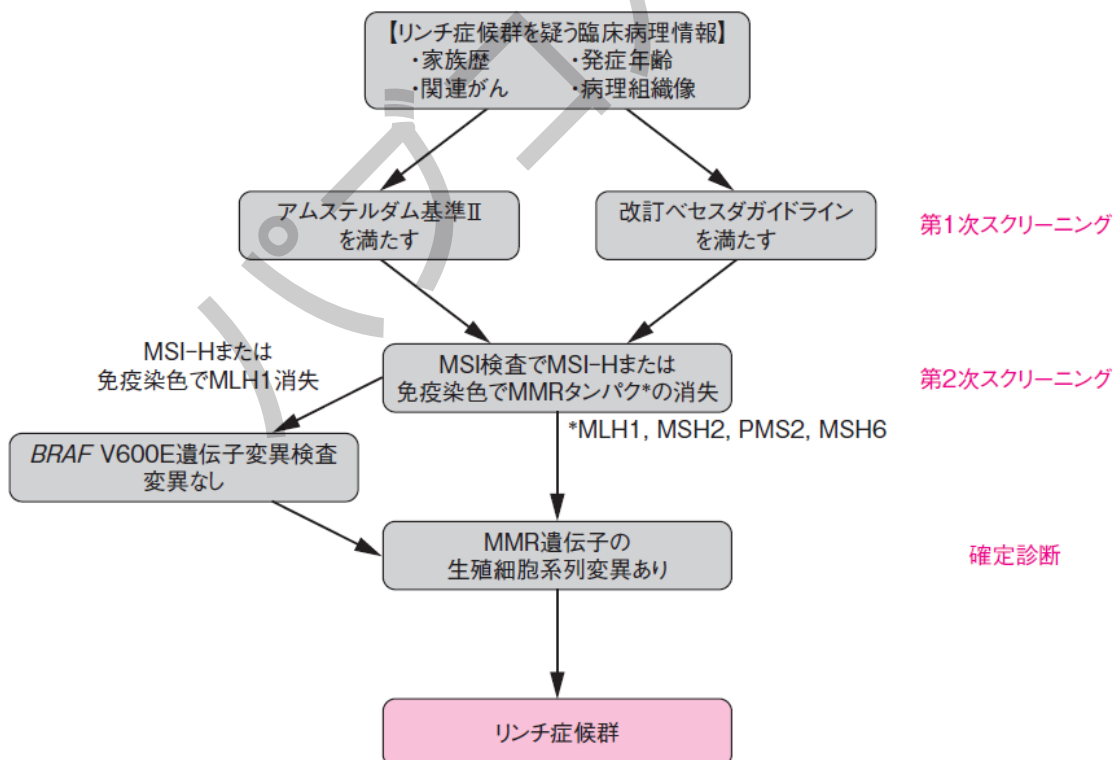 【リンチ症候群を疑う臨床病理情報】
・家族歴 ・発症年齢
・関連がん ・病理組織像
アムステルダム基準Ⅱ
を満たす
改訂ベセスダガイドライン
を満たす
第1次スクリーニング
MSI-Hまたは
免疫染色でMLH1消失
MSI検査でMSI-Hまたは
免疫染色でMMRタンパク*の消失
第2次スクリーニング
*MLH1, MSH2, PMS2, MSH6
BRAF V600E遺伝子変異検査
変異なし
MMR遺伝子の
生殖細胞系列変異あり
確定診断
リンチ症候群